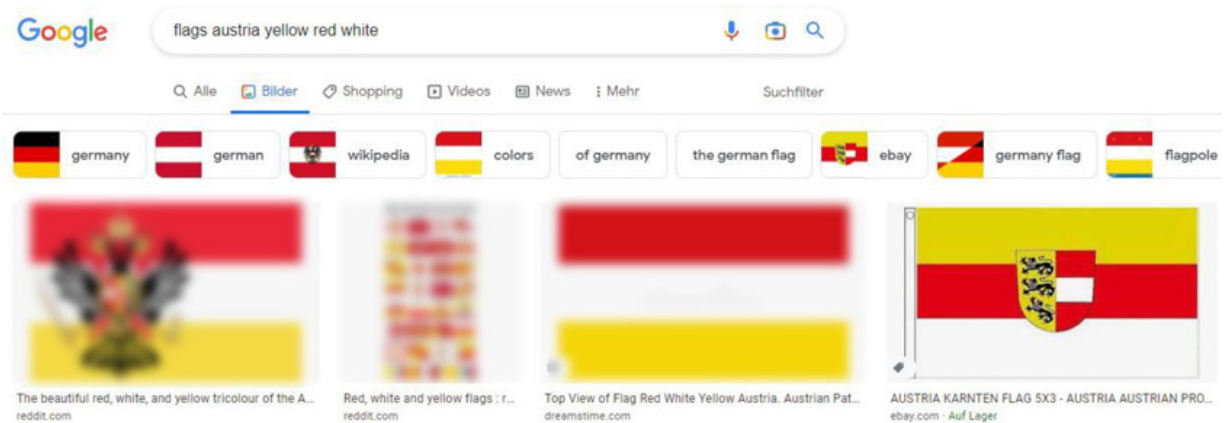 Google
flags austria yellow red white
Alle Bilder Shopping Videos News Mehr Suchfilter
germany german wikipedia colors of germany the german flag ebay germany flag flagpole
The beautiful red, white, and yellow tricolour of the A... Red, white and yellow flags : r... Top View of Flag Red White Yellow Austria. Austrian Pat... AUSTRIA KARNTEN FLAG 5X3 - AUSTRIA AUSTRIAN PRO...
reddit.com reddit.com dreamstime.com ebay.com · Auf Lager